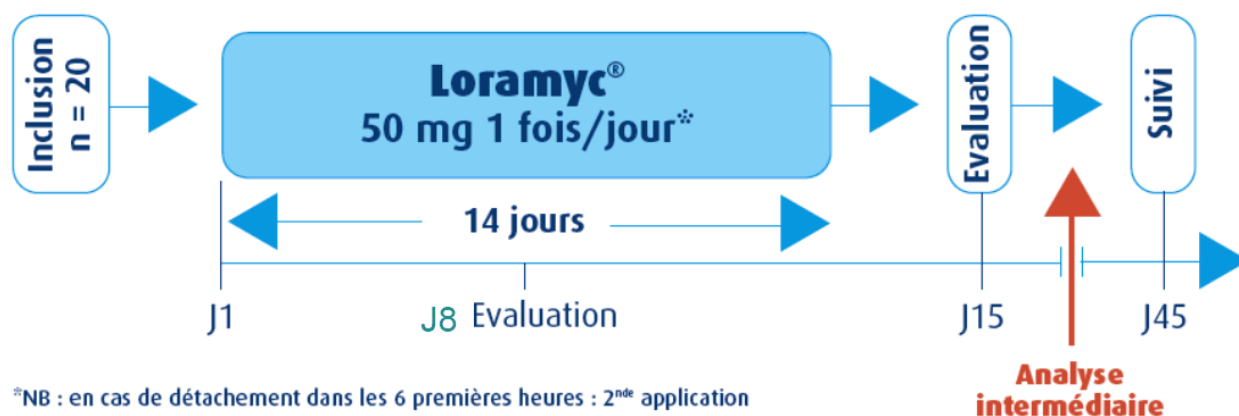 Inclusion
n = 20
Loramyc®
50 mg 1 fois/jour*
Evaluation
Suivi
14 jours
J1
J8 Evaluation
J15
J45
*NB : en cas de détachement dans les 6 premières heures : 2nde application
Analyse
intermédiaire